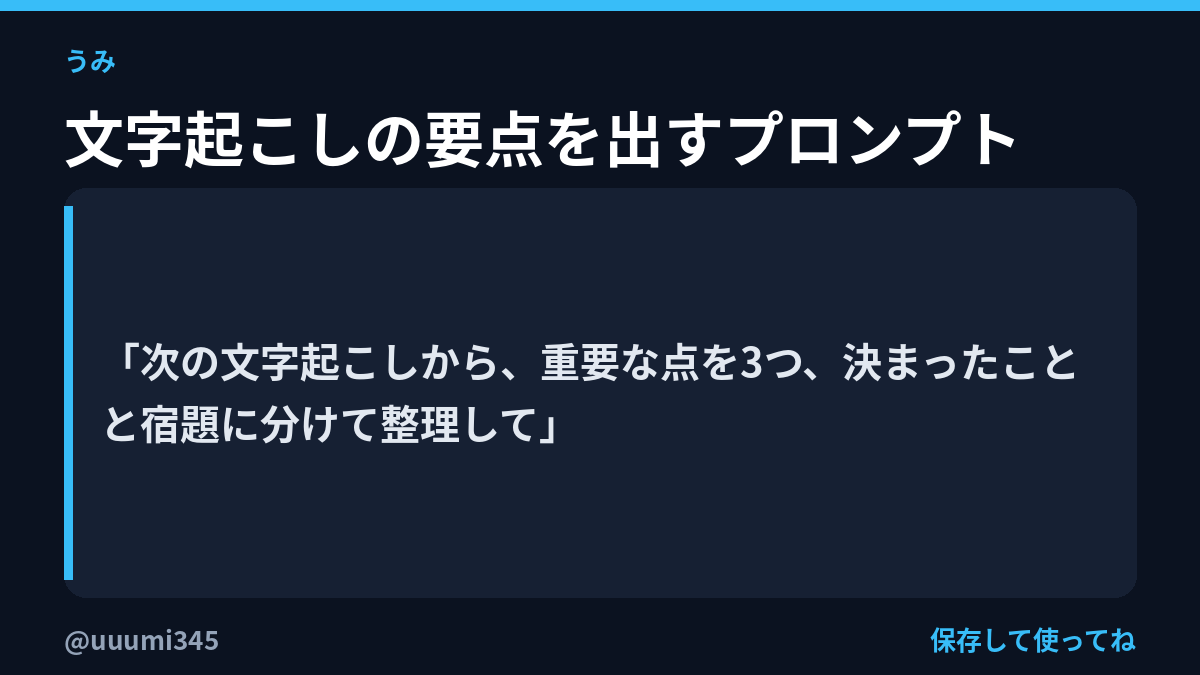 うみ
文字起こしの要点を出すプロンプト
「次の文字起こしから、重要な点を3つ、決まったこと
と宿題に分けて整理して」
@uuumi345
保存して使ってね